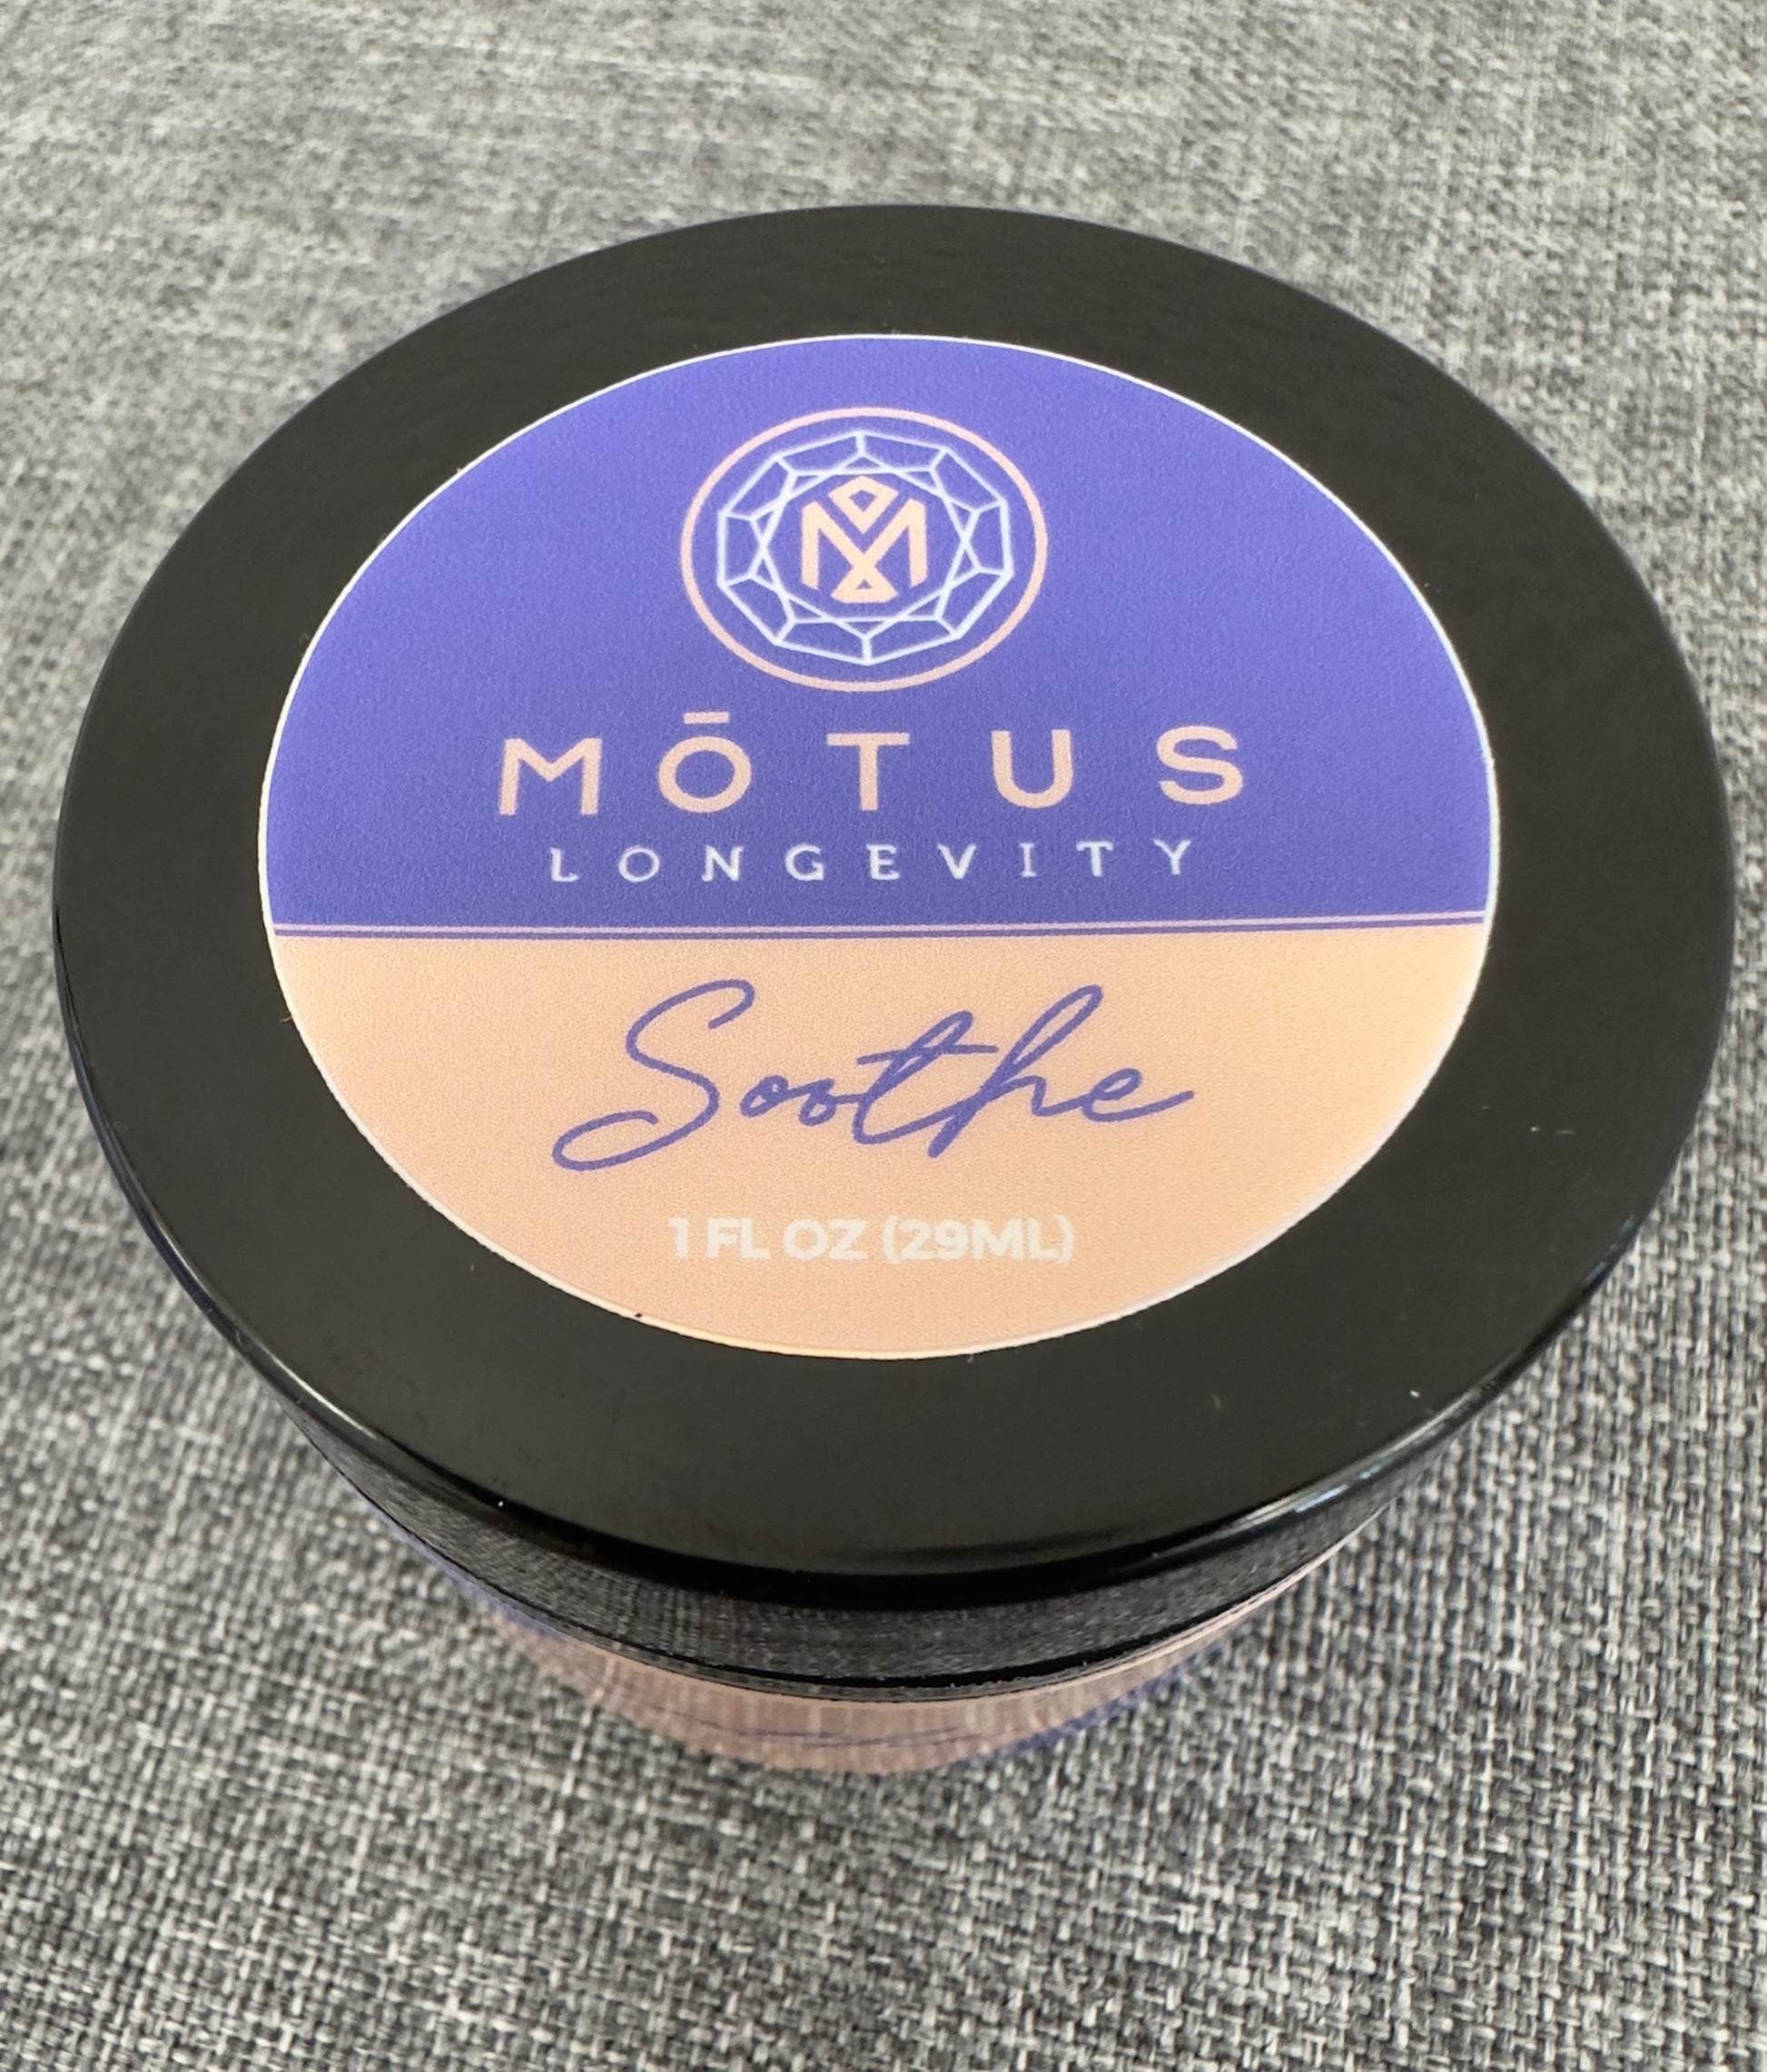 MŌTUS
LONGEVITY
Soothe
1 FL OZ (29ML)